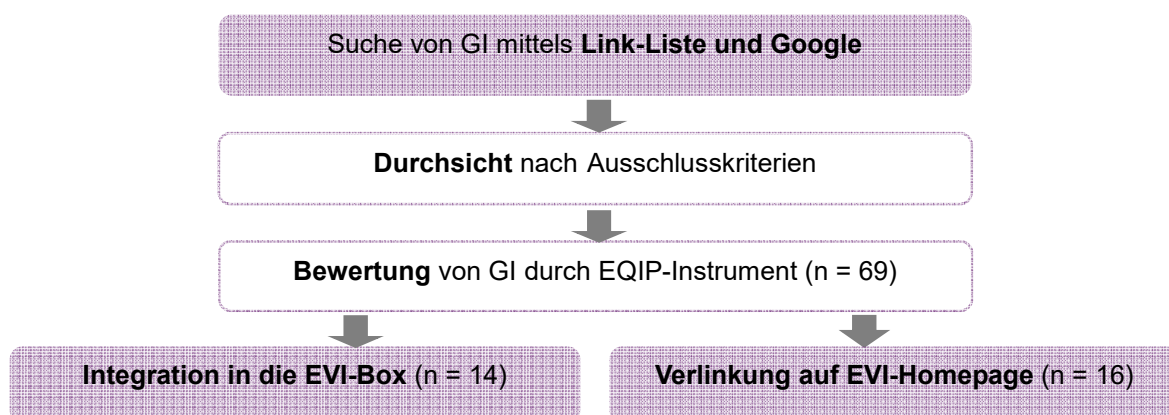 Suche von GI mittels Link-Liste und Google
Durchsicht nach Ausschlusskriterien
Bewertung von GI durch EQIP-Instrument (n = 69)
Integration in die EVI-Box (n = 14)
Verlinkung auf EVI-Homepage (n = 16)